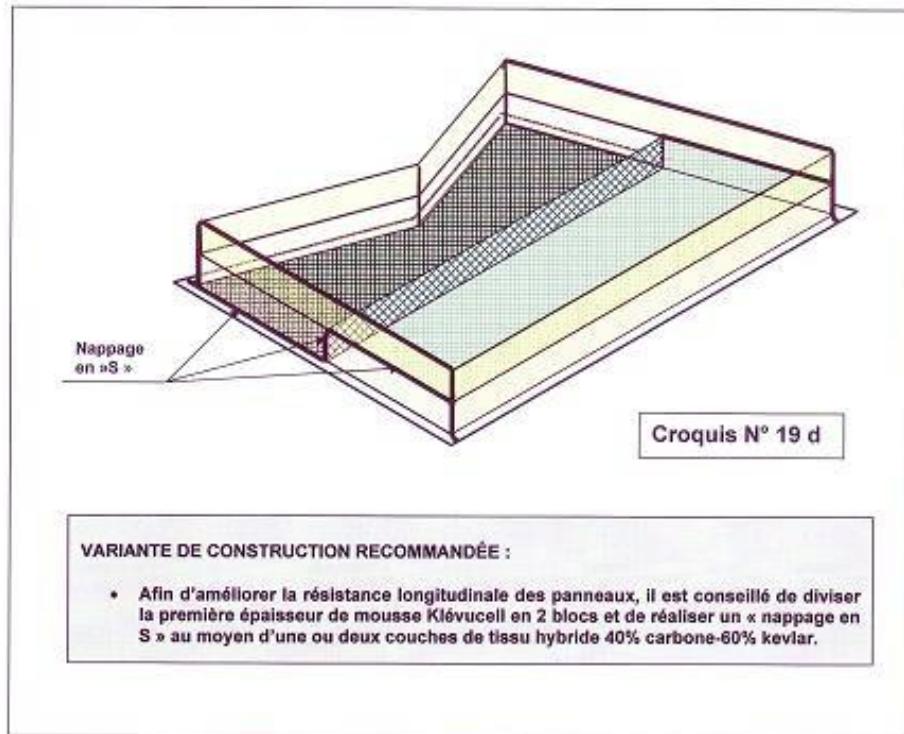 Nappage
en »S »
Croquis N° 19 d
VARIANTE DE CONSTRUCTION RECOMMANDÉE :
• Afin d'améliorer la résistance longitudinale des panneaux, il est conseillé de diviser
la première épaisseur de mousse Klévucell en 2 blocs et de réaliser un « nappage en
S » au moyen d'une ou deux couches de tissu hybride 40% carbone-60% kevlar.